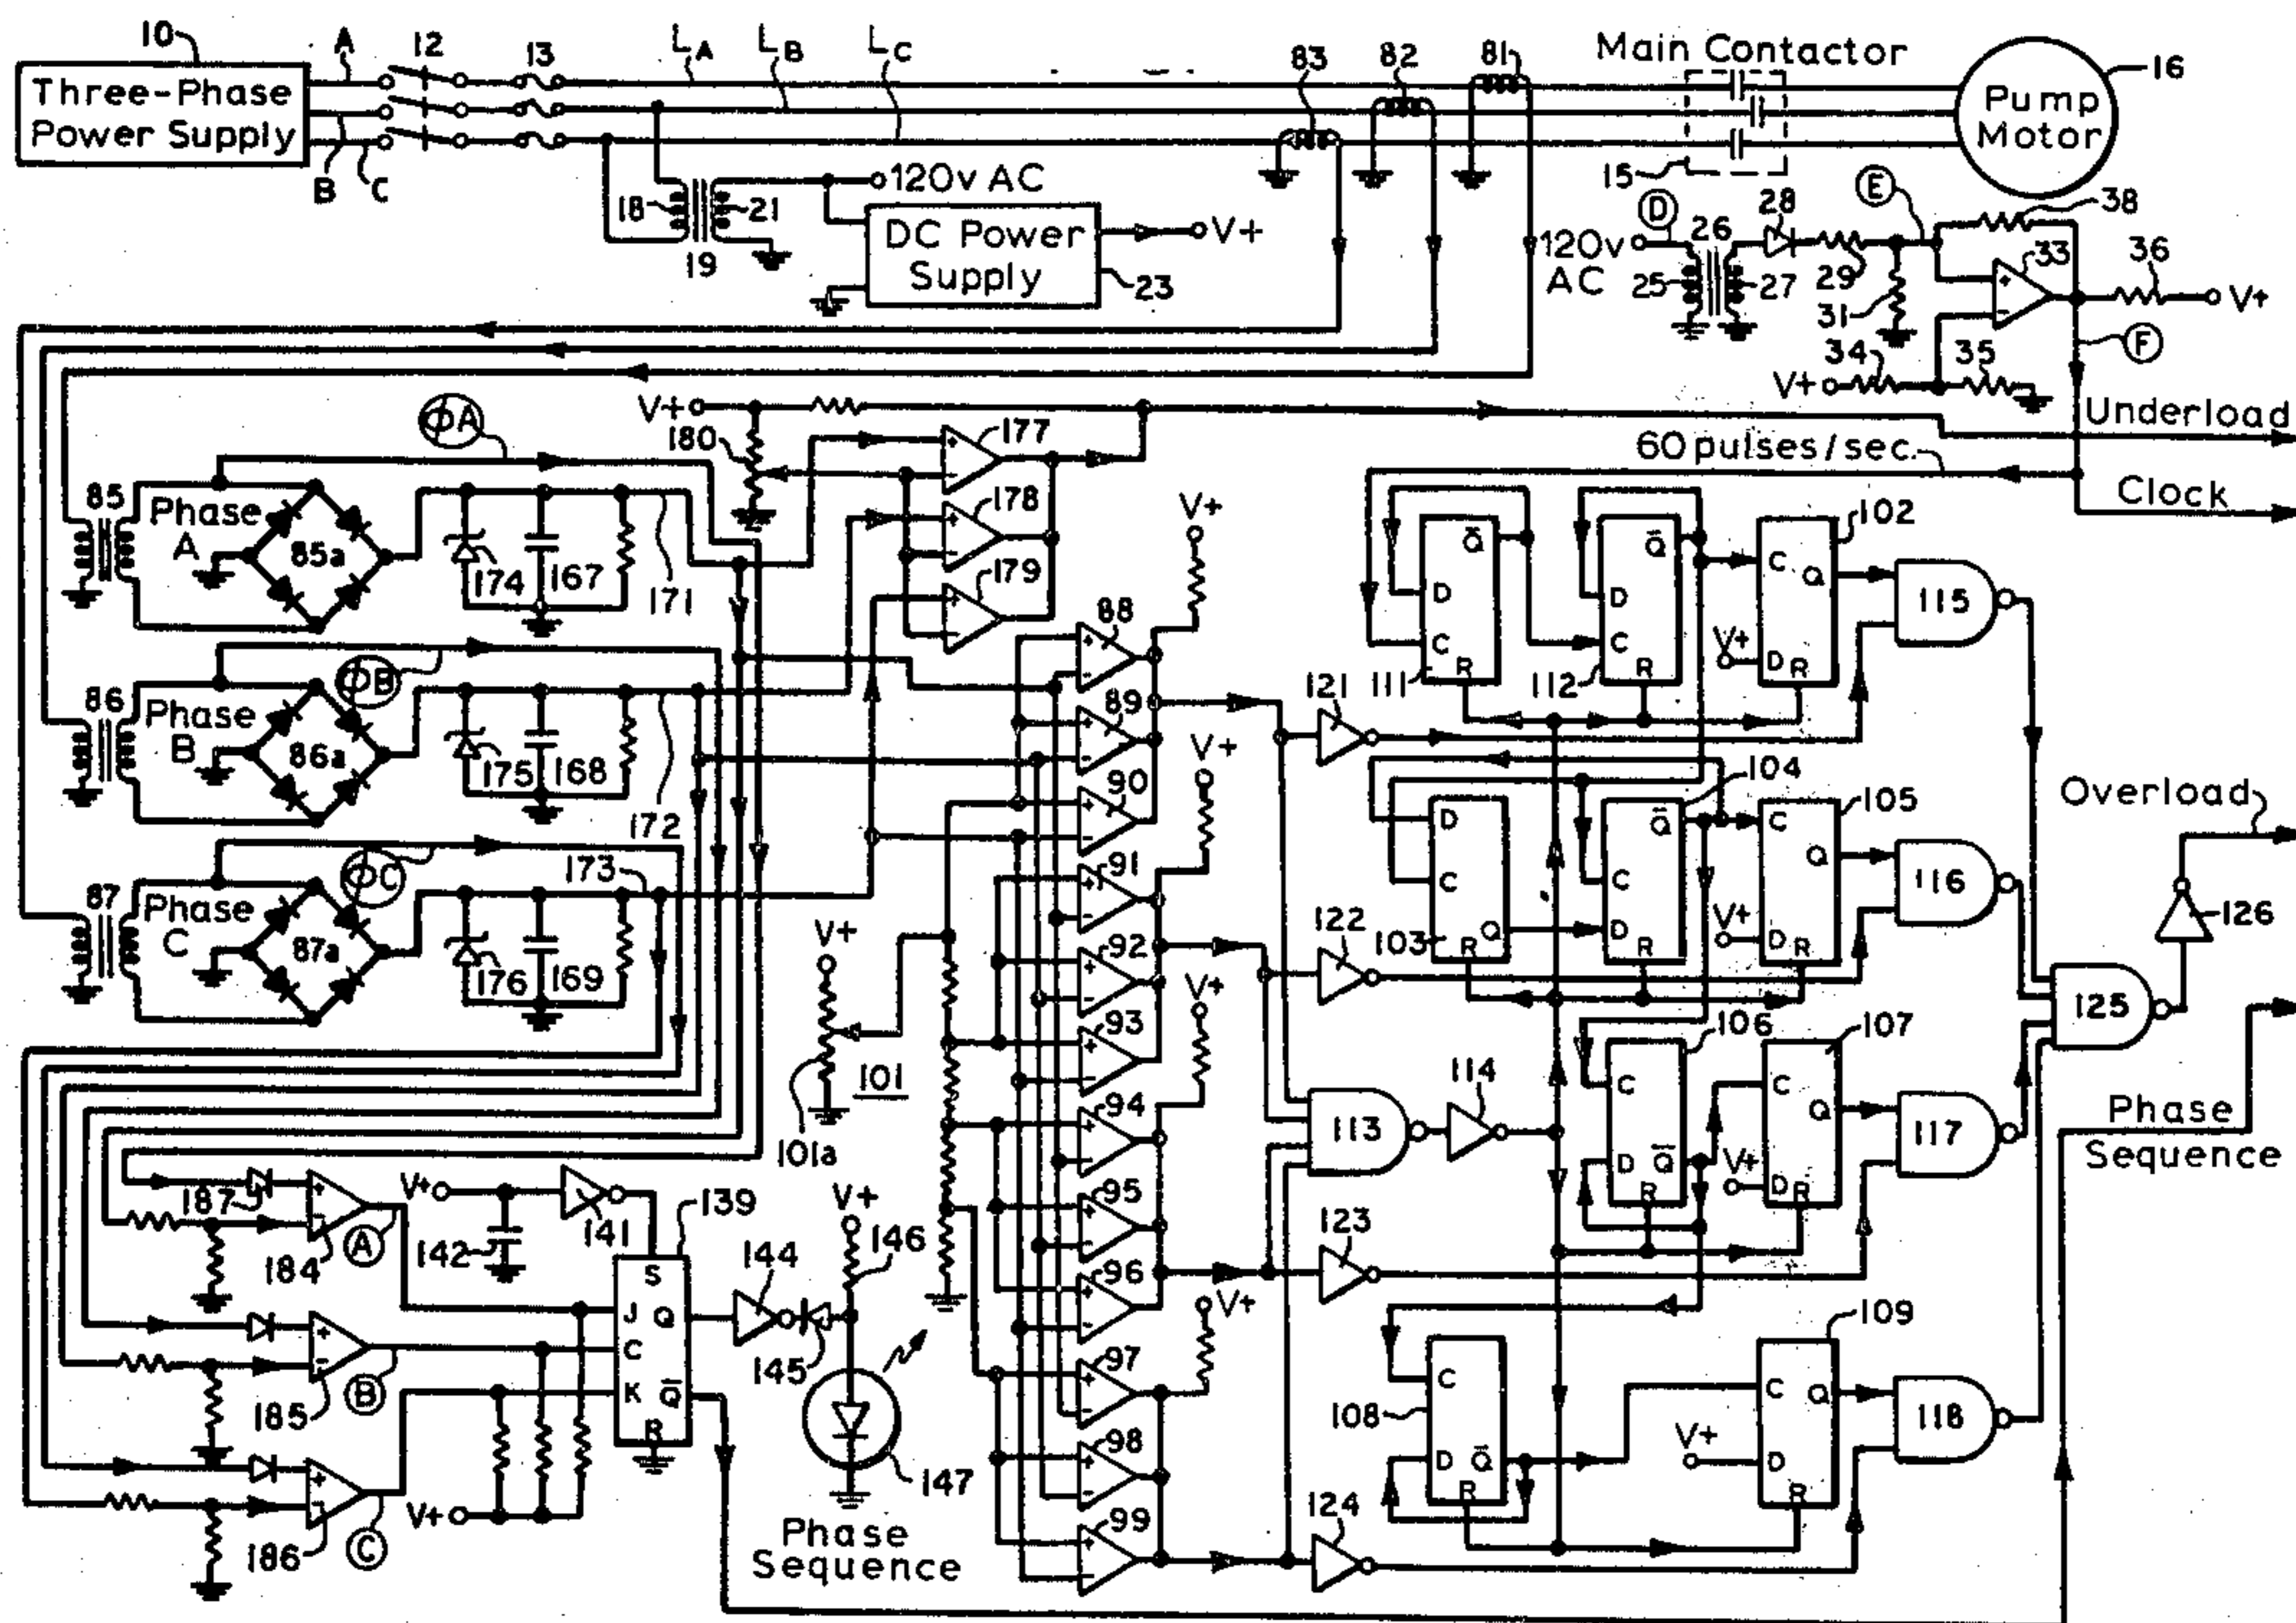 10 A 12 13 LA LB LC 83 82 81 Main Contactor 16
Three-Phase
Power Supply
Pump
Motor
B C
18 21 120v AC
19
DC Power
Supply
V+
23
15
D
E
120v
AC
26 28 38
25 27 29 33 36 V+
31
34 35 F
V+
V+
180
177
178
179
Underload
60 pulses/sec.
Clock
ϕA
85 Phase
A
85a 174 167 171
ϕB
86 Phase
B
86a 175 168 172
ϕC
87 Phase
C
87a 176 169 173
V+
88
89
90
V+
91
92
93
V+
94
95
96
V+
97
98
99
V+
101
101a
Q̄ D C R 111
Q̄ D C R 112
102 C Q V+ D R
115
121
103 D C Q R
104 Q̄ C D R
105 C Q V+ D R
116
122
Overload
126
125
113 114
106 C D Q̄ R
107 C Q V+ D R
117
123
Phase
Sequence
108 C D Q̄ R
109 C Q V+ D R
118
124
187 + - 184 A
V+ 142 141
139 S J Q C K Q̄ R
144 145 V+ 146
147
185 B
186 C
V+
Phase
Sequence